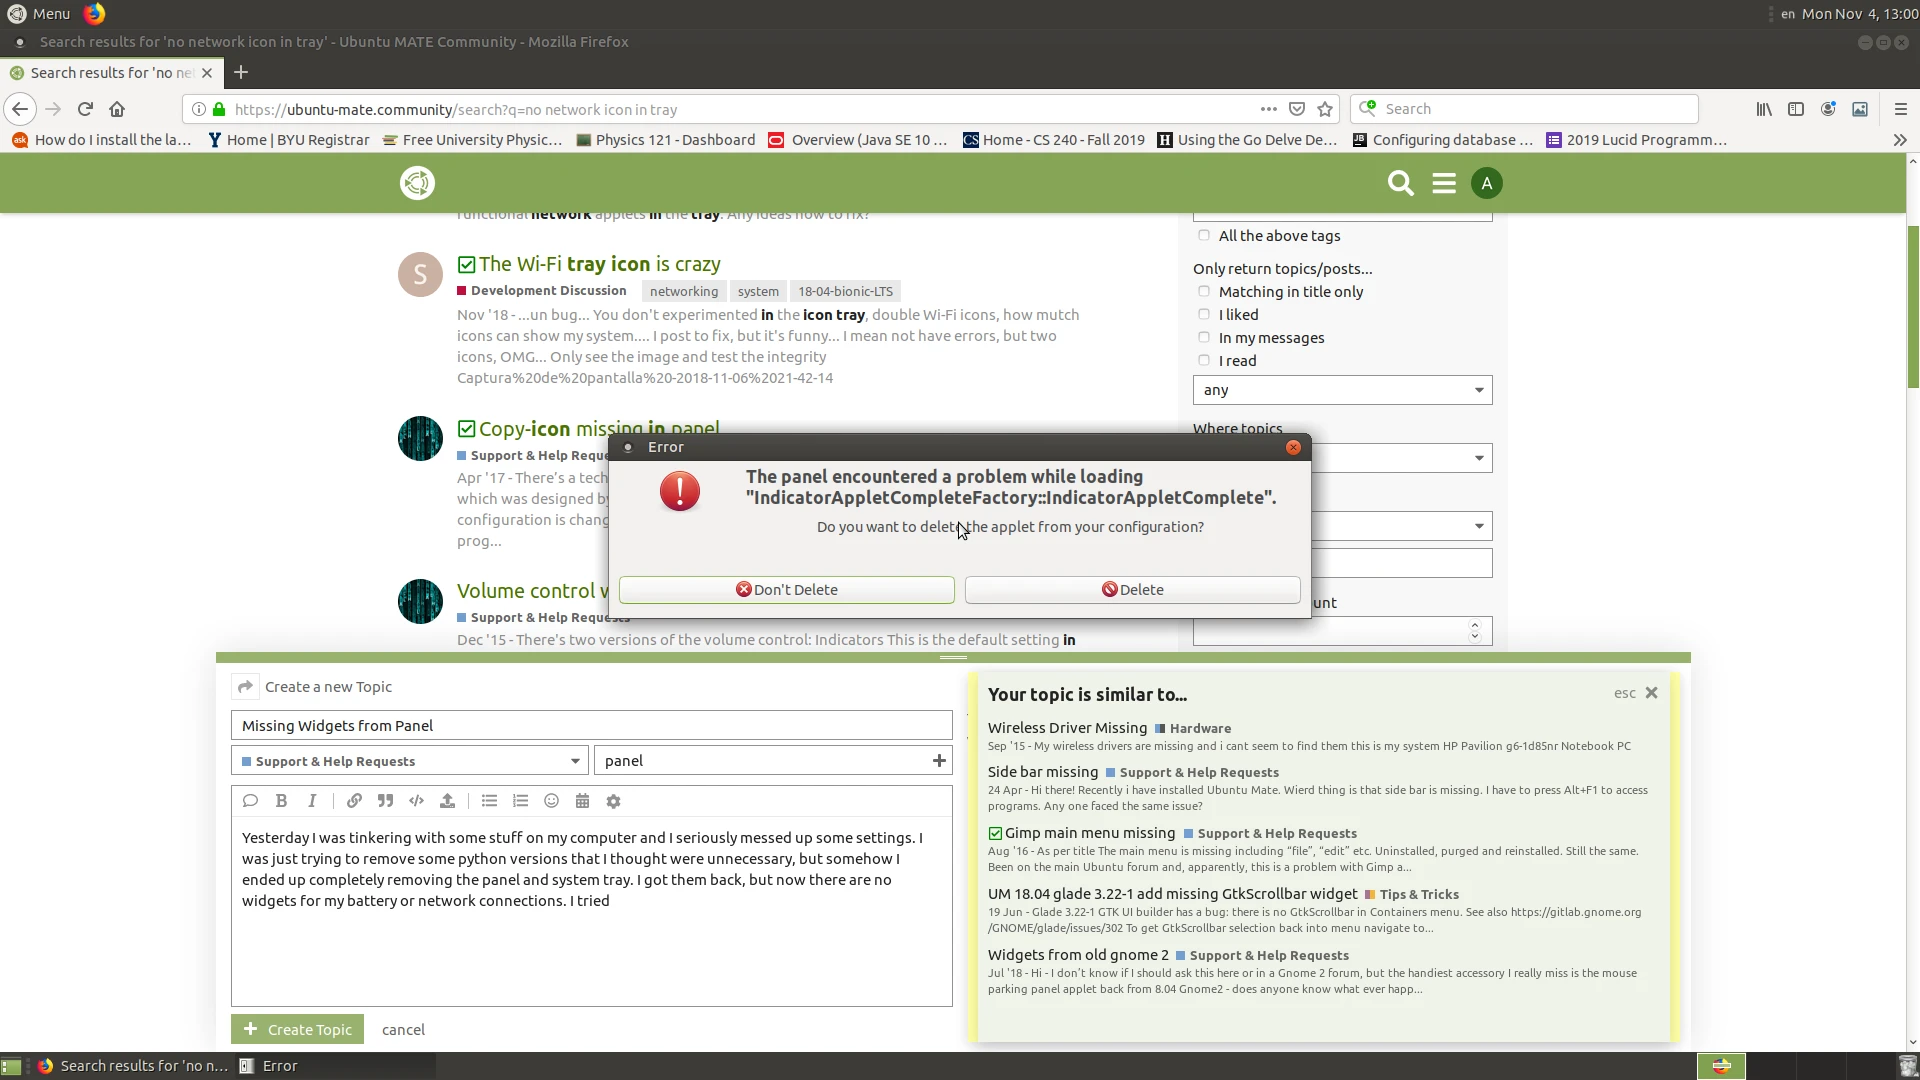 Menu
en Mon Nov 4, 13:00
Search results for 'no network icon in tray' - Ubuntu MATE Community - Mozilla Firefox
Search results for 'no ne
https://ubuntu-mate.community/search?q=no network icon in tray
Search
How do I install the la...
Home | BYU Registrar
Free University Physic...
Physics 121 - Dashboard
Overview (Java SE 10 ...
CS Home - CS 240 - Fall 2019
H Using the Go Delve De...
JB Configuring database ...
2019 Lucid Programm...
A
functional network applets in the tray. Any ideas how to fix?
S
The Wi-Fi tray icon is crazy
Development Discussion networking system 18-04-bionic-LTS
Nov '18 - ...un bug... You don't experimented in the icon tray, double Wi-Fi icons, how mutch
icons can show my system.... I post to fix, but it's funny... I mean not have errors, but two
icons, OMG... Only see the image and test the integrity
Captura%20de%20pantalla%20-2018-11-06%2021-42-14
Copy-icon missing in panel
Support & Help Reque
Apr '17 - There's a tech
which was designed by
configuration is chang
prog...
Volume control
Support & Help Requests
Dec '15 - There's two versions of the volume control: Indicators This is the default setting in
All the above tags
Only return topics/posts...
Matching in title only
I liked
In my messages
I read
any
Where topics
unt
Error
The panel encountered a problem while loading
"IndicatorAppletCompleteFactory::IndicatorAppletComplete".
Do you want to delete the applet from your configuration?
Don't Delete
Delete
Create a new Topic
Missing Widgets from Panel
Support & Help Requests
panel
Yesterday I was tinkering with some stuff on my computer and I seriously messed up some settings. I
was just trying to remove some python versions that I thought were unnecessary, but somehow I
ended up completely removing the panel and system tray. I got them back, but now there are no
widgets for my battery or network connections. I tried
Create Topic
cancel
Your topic is similar to...
esc
Wireless Driver Missing Hardware
Sep '15 - My wireless drivers are missing and i cant seem to find them this is my system HP Pavilion g6-1d85nr Notebook PC
Side bar missing Support & Help Requests
24 Apr - Hi there! Recently i have installed Ubuntu Mate. Wierd thing is that side bar is missing. I have to press Alt+F1 to access
programs. Any one faced the same issue?
Gimp main menu missing Support & Help Requests
Aug '16 - As per title The main menu is missing including “file”, “edit” etc. Uninstalled, purged and reinstalled. Still the same.
Been on the main Ubuntu forum and, apparently, this is a problem with Gimp a...
UM 18.04 glade 3.22-1 add missing GtkScrollbar widget Tips & Tricks
19 Jun - Glade 3.22-1 GTK UI builder has a bug: there is no GtkScrollbar in Containers menu. See also https://gitlab.gnome.org
/GNOME/glade/issues/302 To get GtkScrollbar selection back into menu navigate to...
Widgets from old gnome 2 Support & Help Requests
Jul '18 - Hi - I don't know if I should ask this here or in a Gnome 2 forum, but the handiest accessory I really miss is the mouse
parking panel applet back from 8.04 Gnome2 - does anyone know what ever happ...
Search results for 'no n...
Error